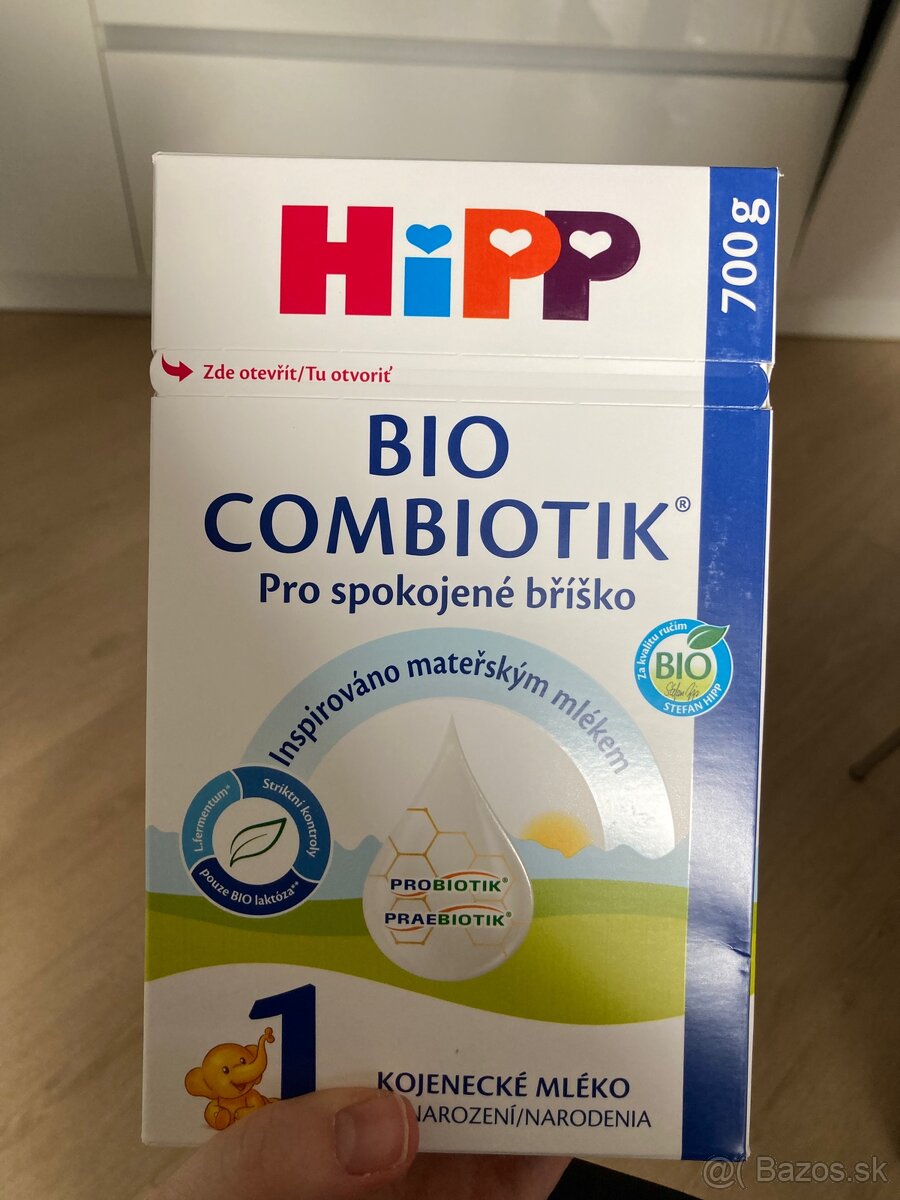 HiPP
700 g
Zde otevřít/Tu otvoriť
BIO
COMBIOTIK®
Pro spokojené bříško
Inspirováno mateřským mlékem
Za kvalitu ručím
BIO
STEFAN HIPP
L.fermentum*
Striktní kontroly
pouze BIO laktóza**
PROBIOTIK®
PRAEBIOTIK®
1
KOJENECKÉ MLÉKO
NAROZENÍ/NARODENIA
Bazos.sk